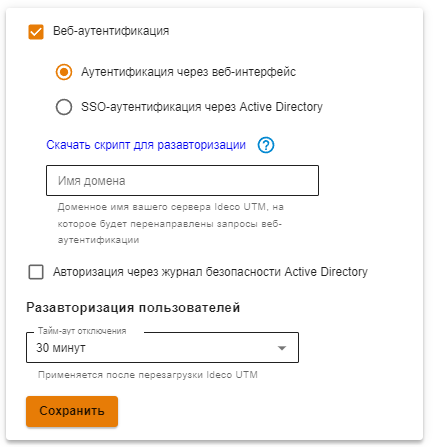 Веб-аутентификация
Аутентификация через веб-интерфейс
SSO-аутентификация через Active Directory
Скачать скрипт для разавторизации ?
Имя домена
Доменное имя вашего сервера Ideco UTM, на
которое будет перенаправлены запросы веб-
аутентификации
Авторизация через журнал безопасности Active Directory
Разавторизация пользователей
Тайм-аут отключения
30 минут
Применяется после перезагрузки Ideco UTM
Сохранить